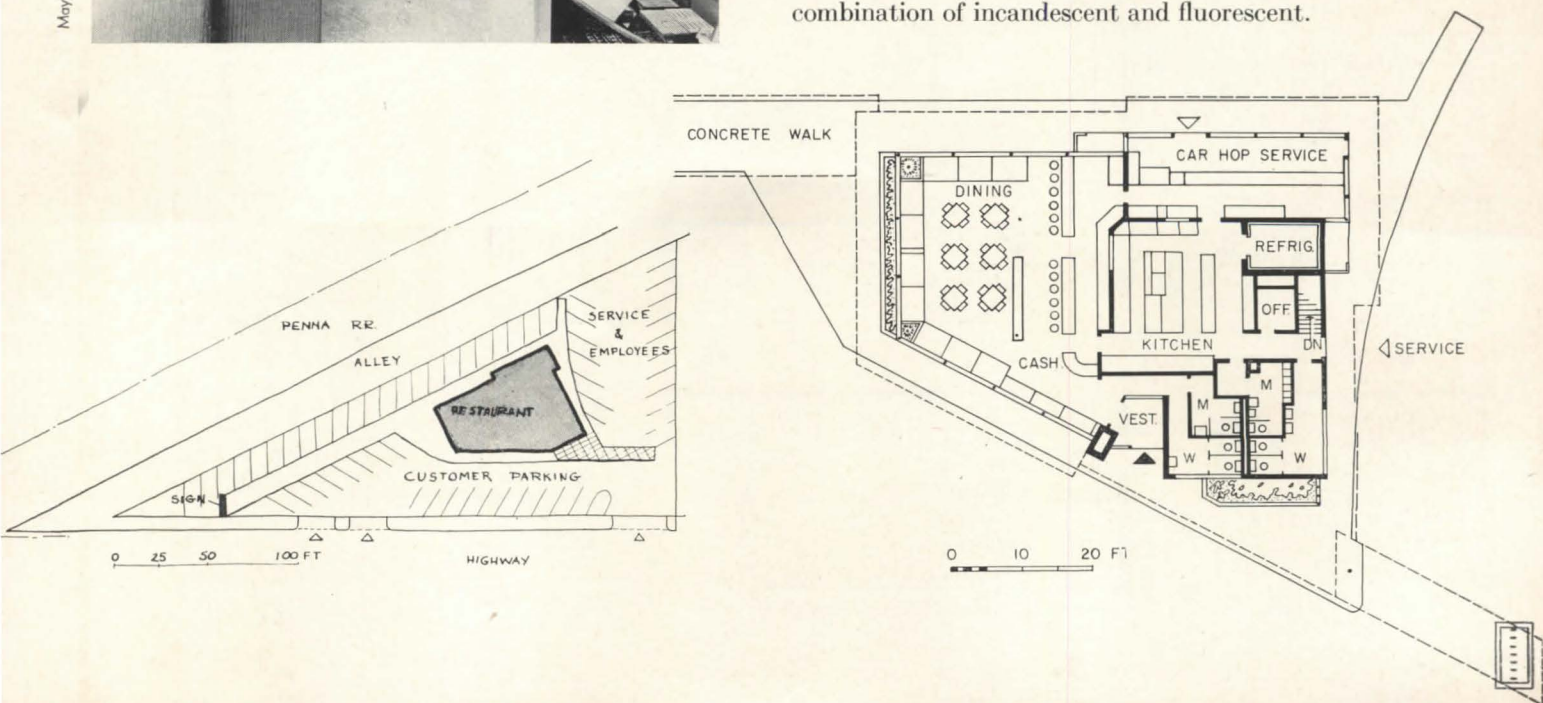 May
combination of incandescent and fluorescent.
PENNA RR.
ALLEY
SERVICE
&
EMPLOYEES
RESTAURANT
CUSTOMER PARKING
SIGN
0 25 50 100 FT
HIGHWAY
CONCRETE WALK
CAR HOP SERVICE
DINING
REFRIG.
OFF.
KITCHEN
DN
SERVICE
CASH.
M
M
VEST.
W
W
0 10 20 FT